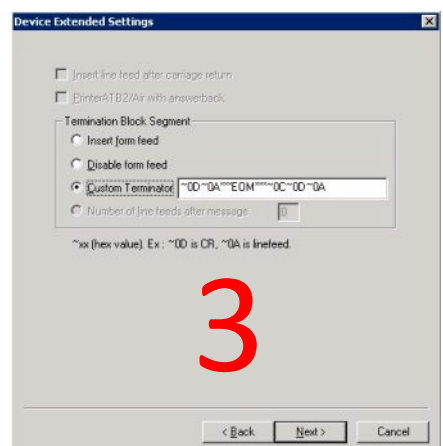 Device Extended Settings
Insert line feed after carriage return
PrinterATB2/Air with answerback
Termination Block Segment
Insert form feed
Disable form feed
Custom Terminator ~0D~0A***EOM***~0C~0D~0A
Number of line feeds after message 0
~xx (hex value). Ex : ~0D is CR, ~0A is linefeed.
3
< Back Next > Cancel